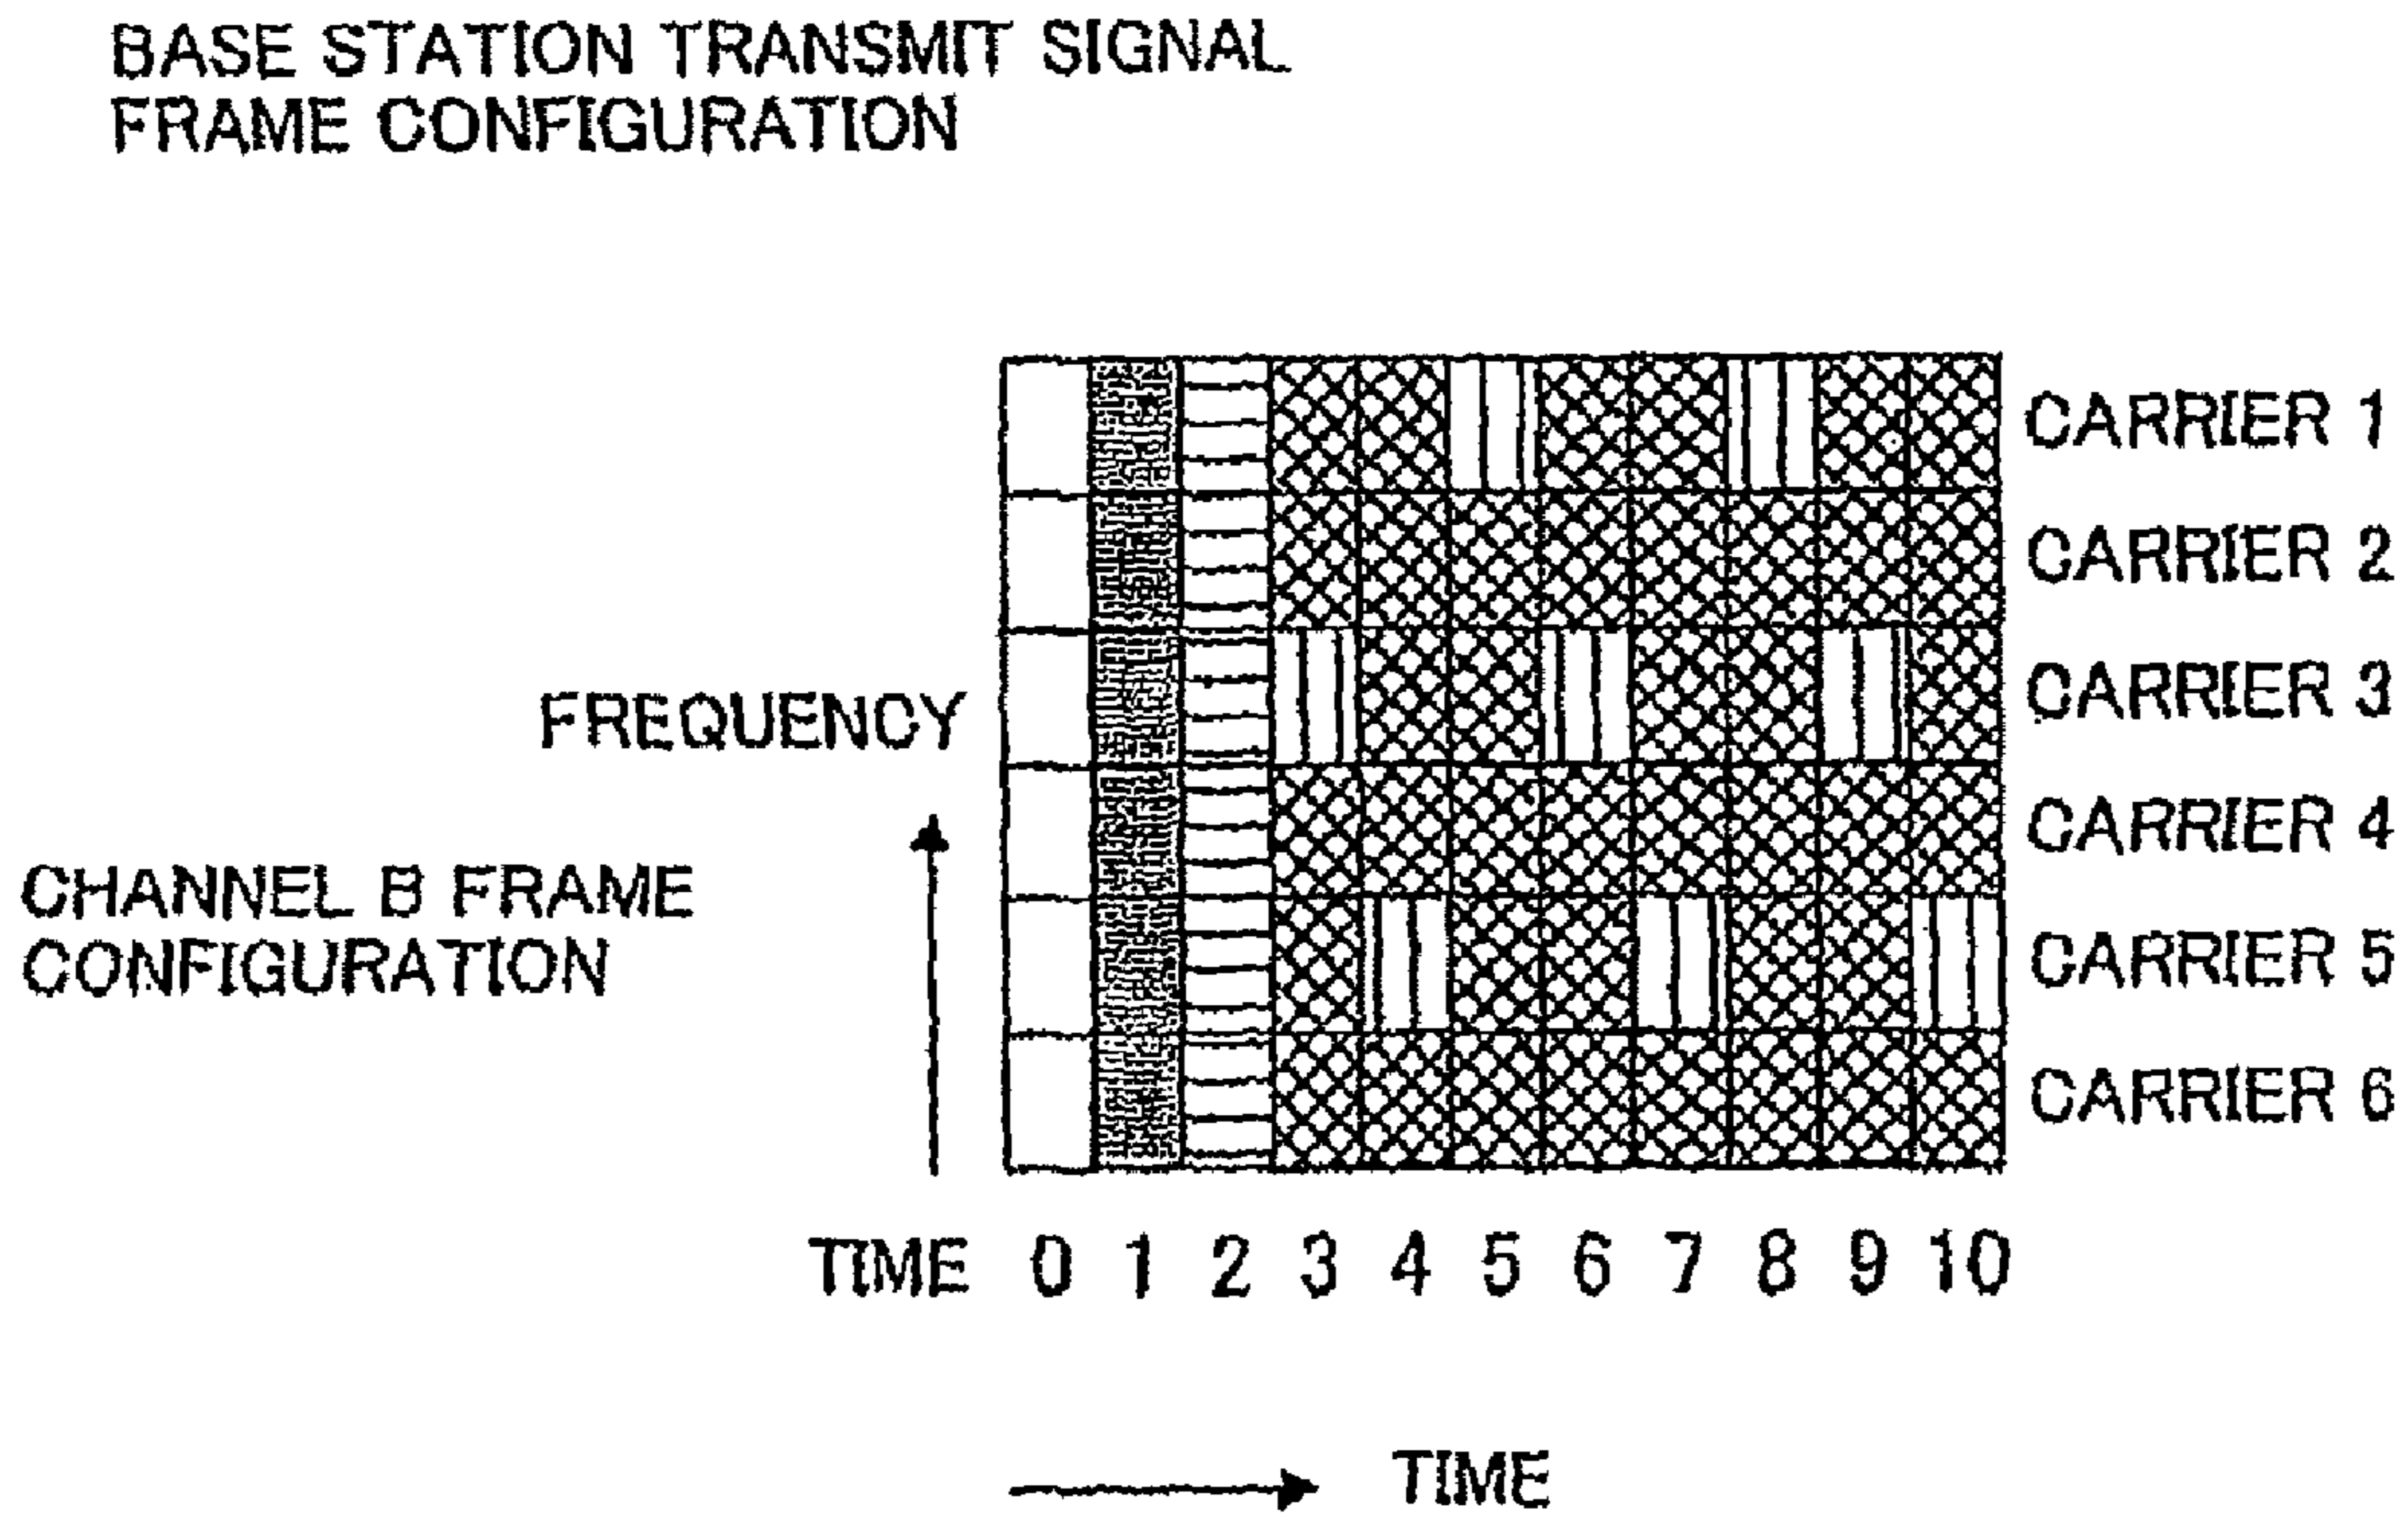 BASE STATION TRANSMIT SIGNAL
FRAME CONFIGURATION
CARRIER 1
CARRIER 2
CARRIER 3
FREQUENCY
CARRIER 4
CHANNEL B FRAME
CONFIGURATION
CARRIER 5
CARRIER 6
TIME 0 1 2 3 4 5 6 7 8 9 10
TIME